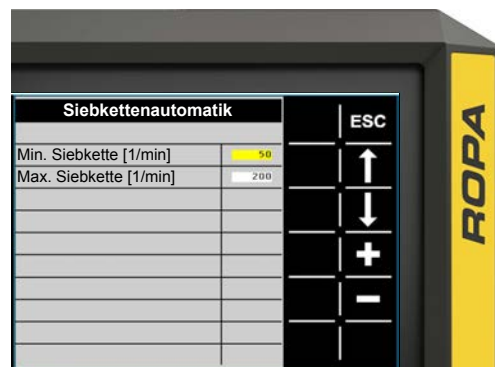 Siebkettenautomatik
ESC
Min. Siebkette [1/min] 50
Max. Siebkette [1/min] 200
+
-
ROPA